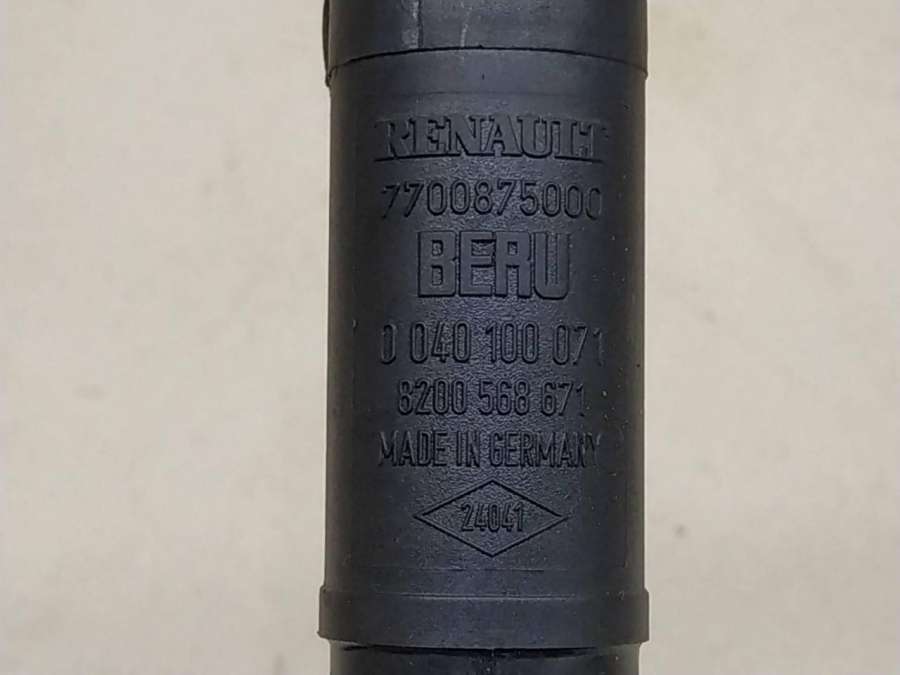 RENAULT
7700875000
BERU
0 040 100 071
8200 568 671
MADE IN GERMANY
24041